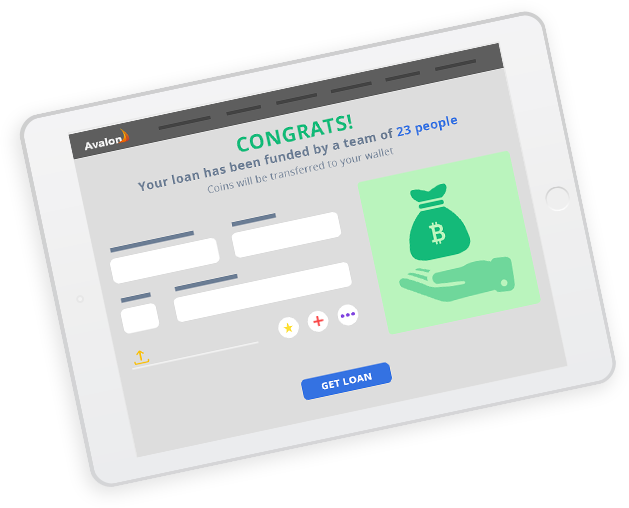 Avalon
CONGRATS!
Your loan has been funded by a team of 23 people
Coins will be transferred to your wallet
₿
GET LOAN